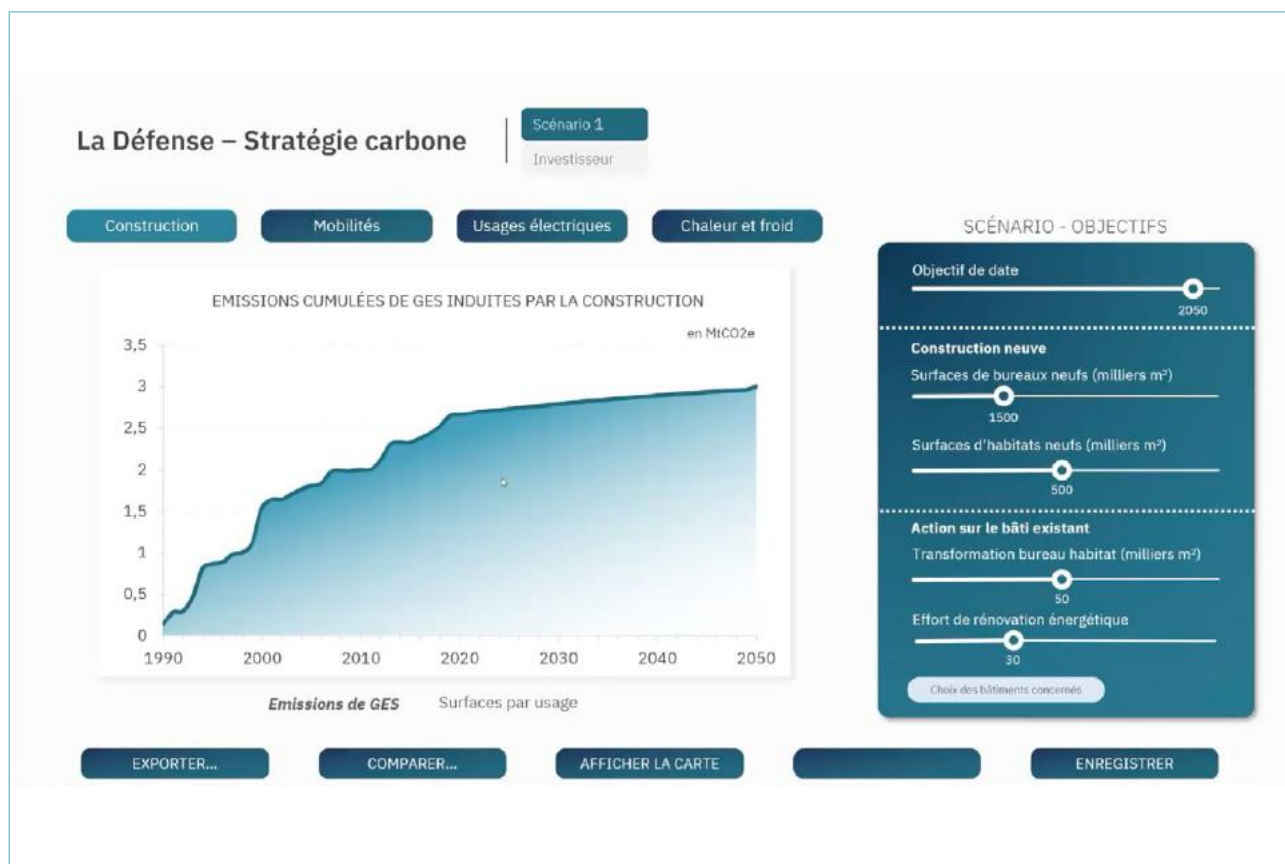 La Défense – Stratégie carbone
Scénario 1
Investisseur
Construction
Mobilités
Usages électriques
Chaleur et froid
EMISSIONS CUMULÉES DE GES INDUITES PAR LA CONSTRUCTION
en MtCO2e
3,5
3
2,5
2
1,5
1
0,5
0
1990 2000 2010 2020 2030 2040 2050
Emissions de GES
Surfaces par usage
SCÉNARIO - OBJECTIFS
Objectif de date
2050
Construction neuve
Surfaces de bureaux neufs (milliers m²)
1500
Surfaces d'habitats neufs (milliers m²)
500
Action sur le bâti existant
Transformation bureau habitat (milliers m²)
50
Effort de rénovation énergétique
30
Choix des bâtiments concernés
EXPORTER...
COMPARER...
AFFICHER LA CARTE
ENREGISTRER